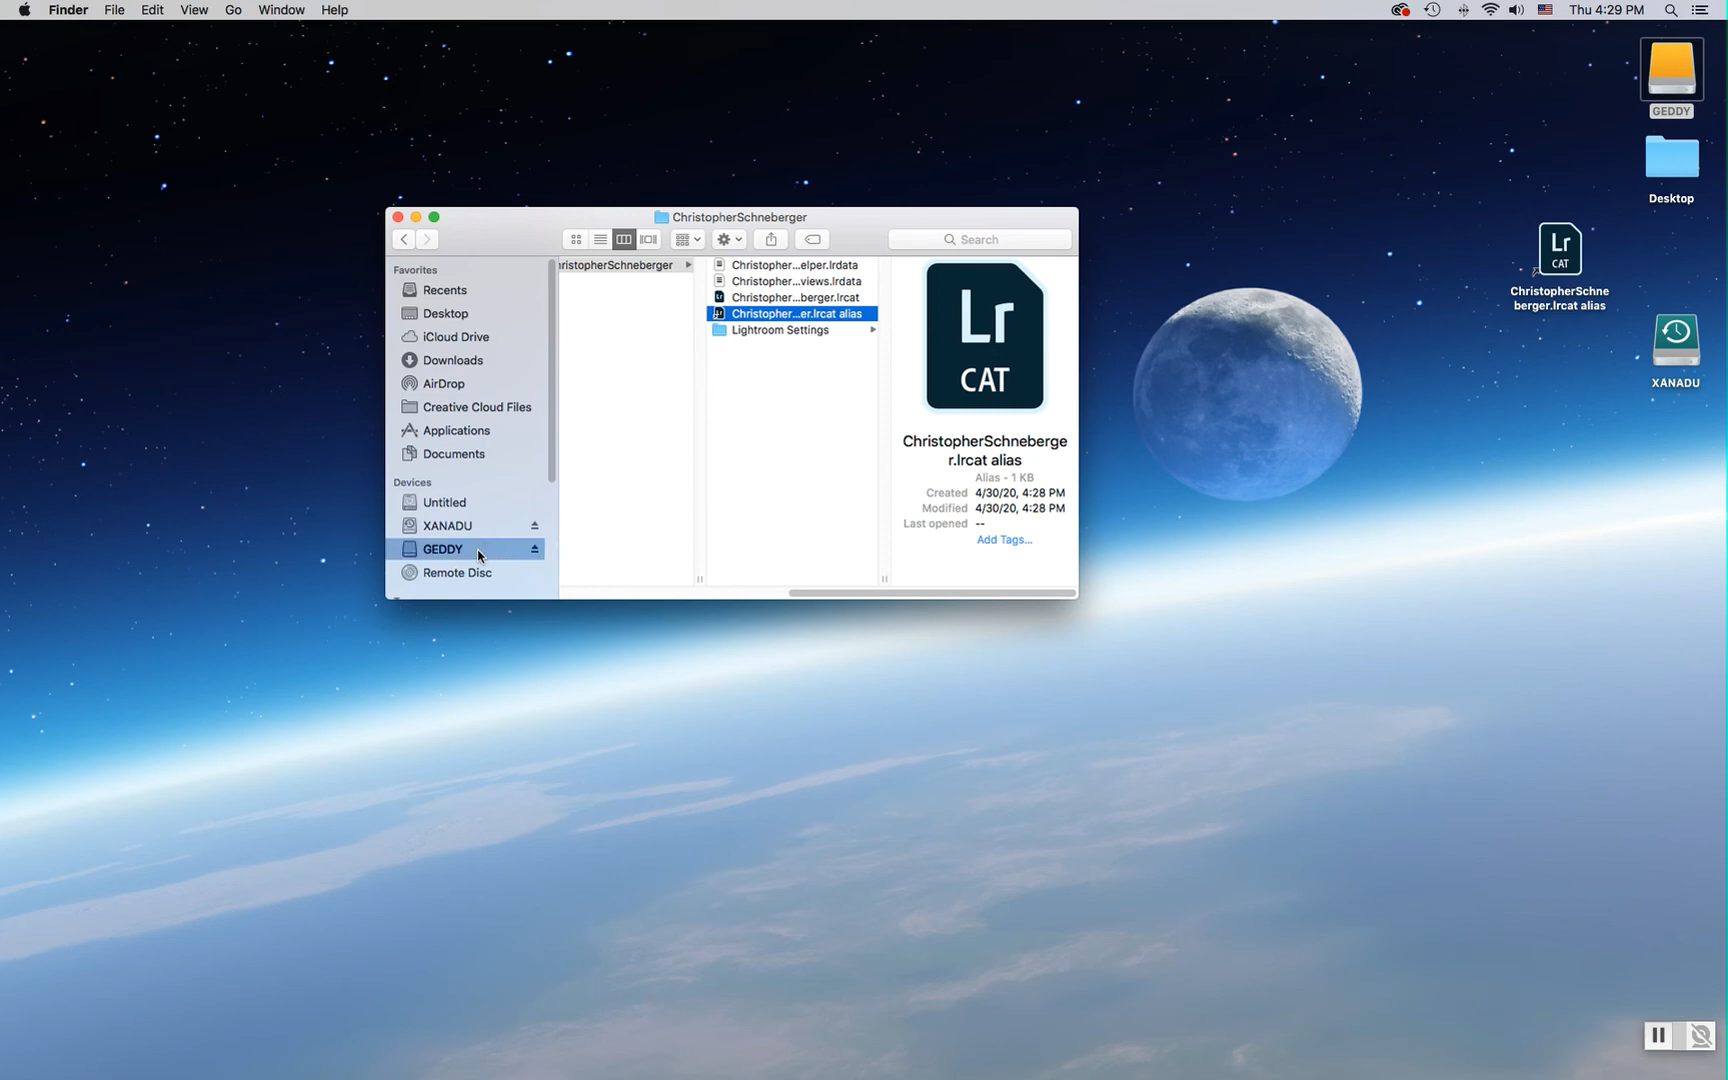 Finder File Edit View Go Window Help Thu 4:29 PM
GEDDY
Desktop
Lr
CAT
ChristopherSchne
berger.lrcat alias
XANADU
ChristopherSchneberger
Search
Favorites
Recents
Desktop
iCloud Drive
Downloads
AirDrop
Creative Cloud Files
Applications
Documents
Devices
Untitled
XANADU
GEDDY
Remote Disc
hristopherSchneberger
Christopher...elper.lrdata
Christopher...views.lrdata
Christopher...berger.lrcat
Christopher...er.lrcat alias
Lightroom Settings
Lr
CAT
ChristopherSchneberge
r.lrcat alias
Alias - 1 KB
Created 4/30/20, 4:28 PM
Modified 4/30/20, 4:28 PM
Last opened --
Add Tags...